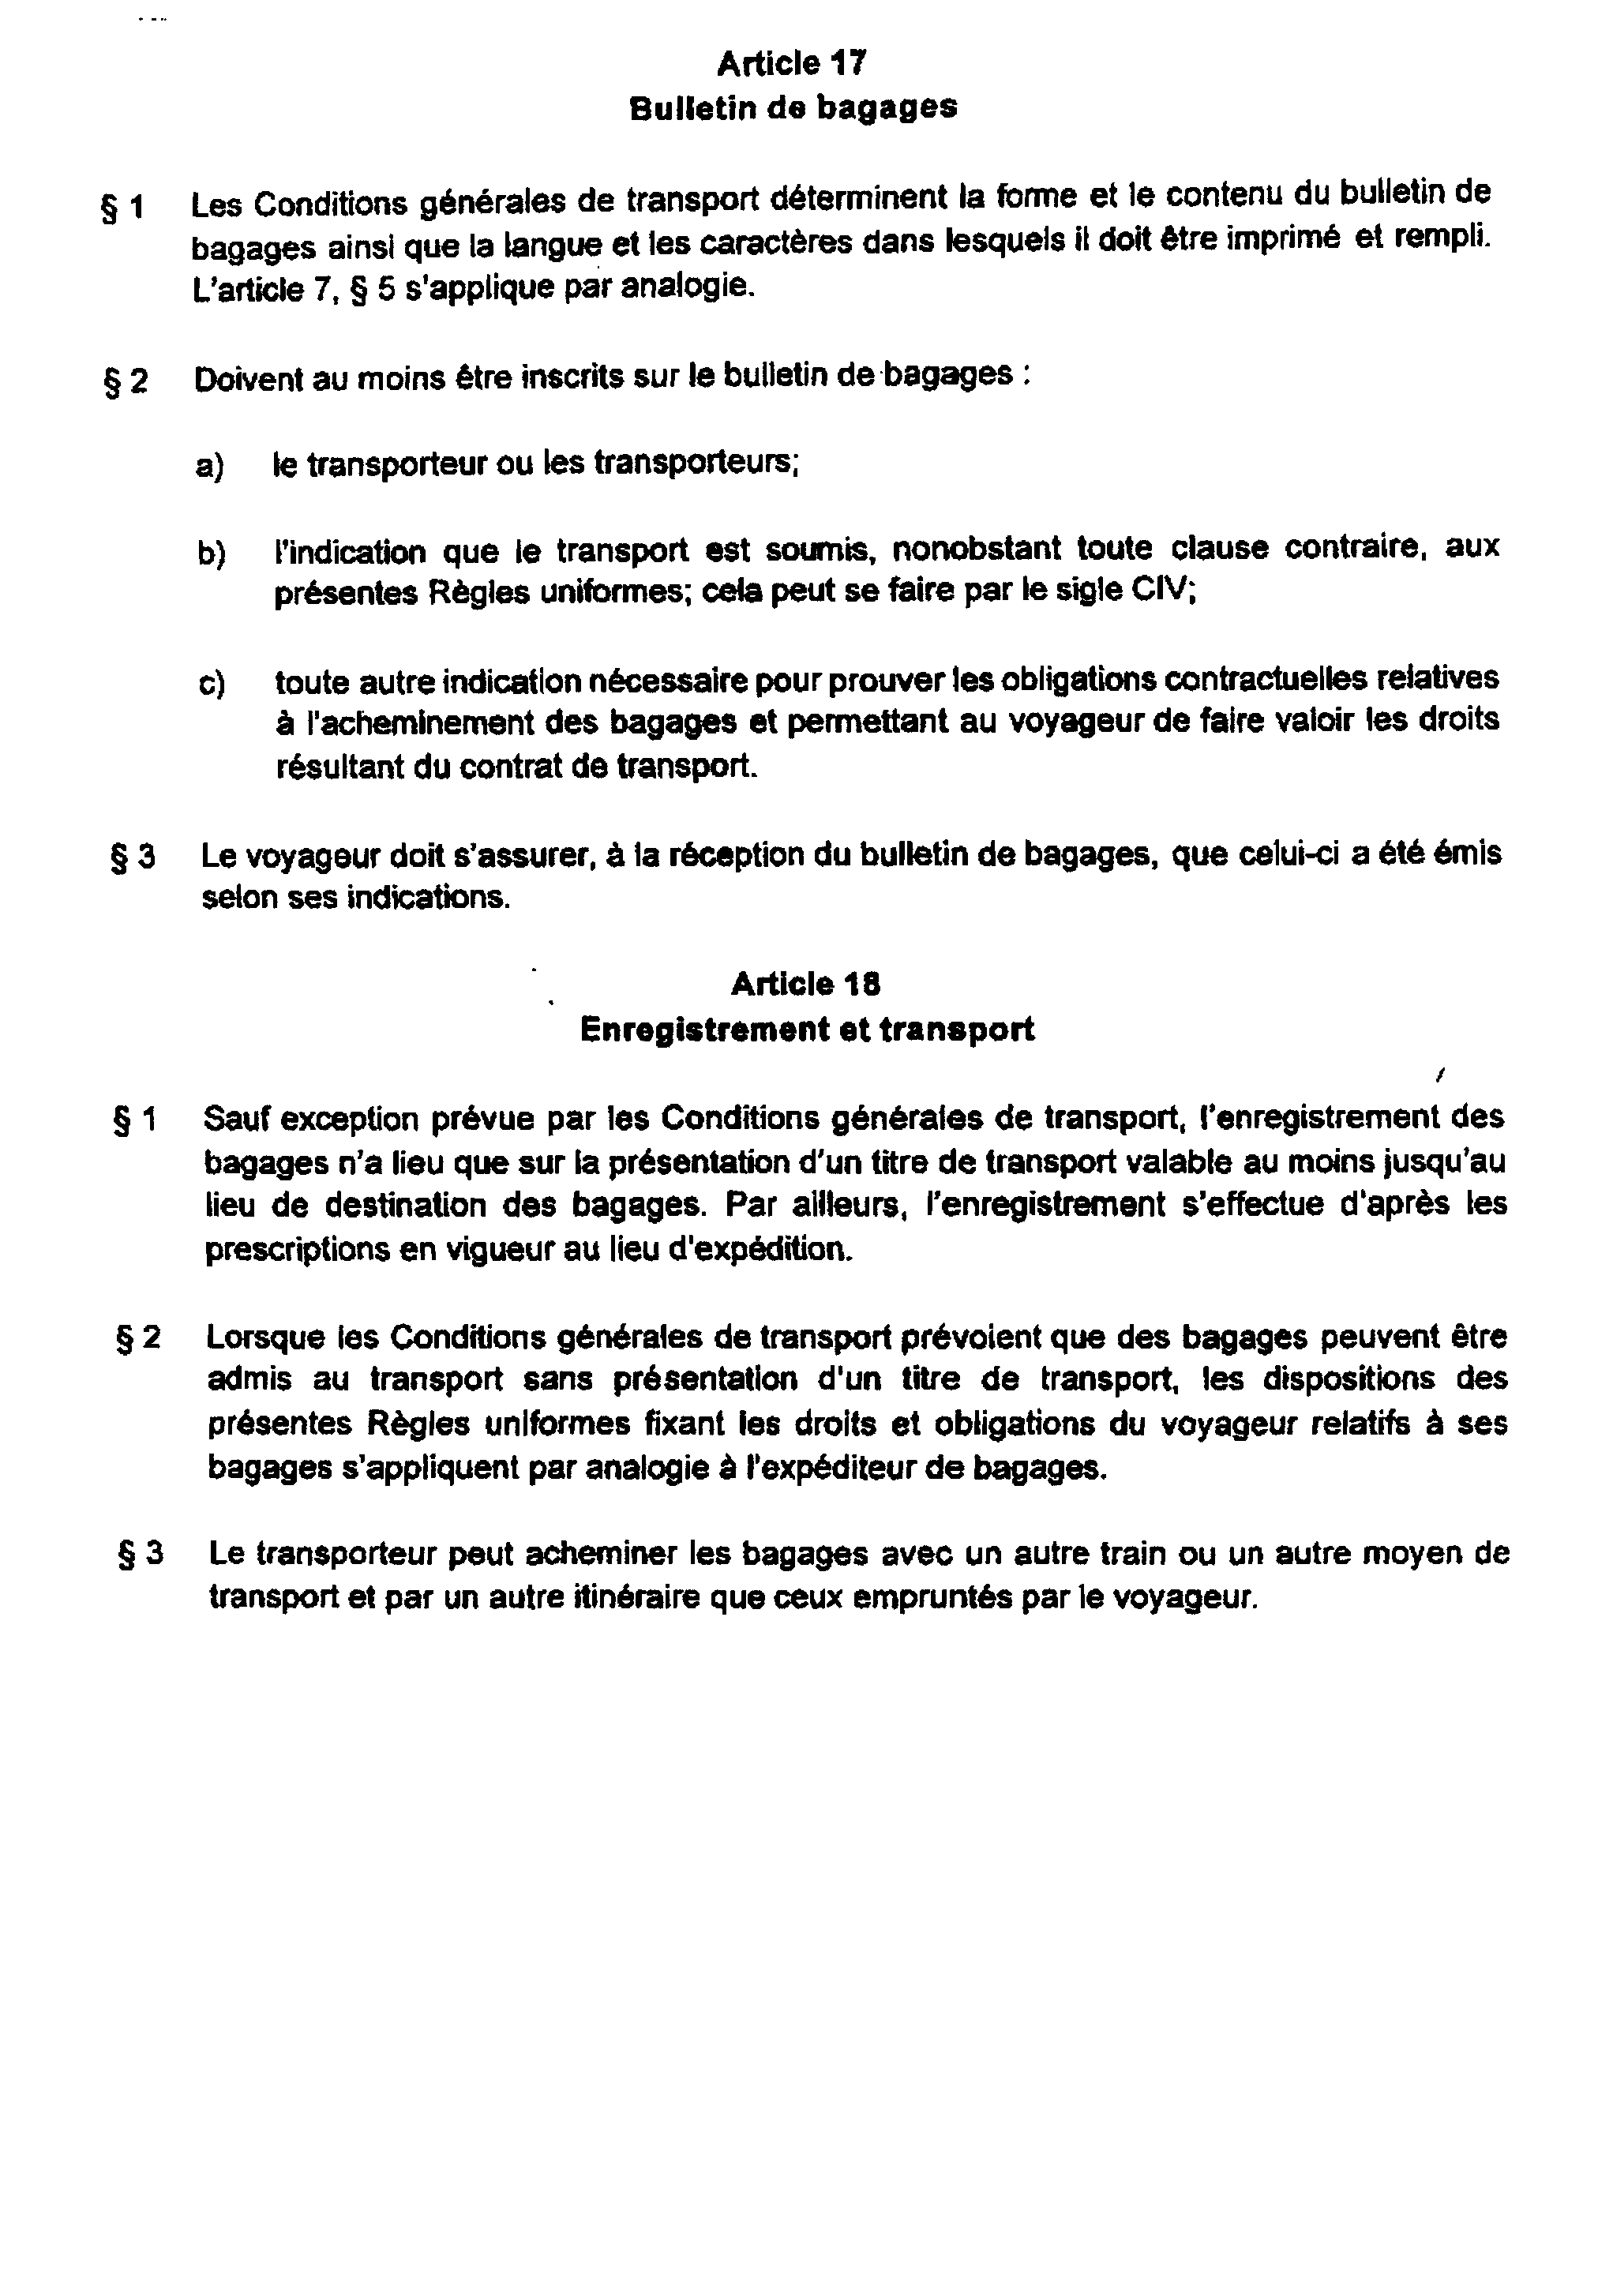 Article 17
Bulletin de bagages
§ 1 Les Conditions générales de transport déterminent la forme et le contenu du bulletin de
bagages ainsi que la langue et les caractères dans lesquels il doit être imprimé et rempli.
L'article 7, § 5 s'applique par analogie.
§ 2 Doivent au moins être inscrits sur le bulletin de bagages :
a) le transporteur ou les transporteurs;
b) l'indication que le transport est soumis, nonobstant toute clause contraire, aux
présentes Règles uniformes; cela peut se faire par le sigle CIV;
c) toute autre indication nécessaire pour prouver les obligations contractuelles relatives
à l'acheminement des bagages et permettant au voyageur de faire valoir les droits
résultant du contrat de transport.
§ 3 Le voyageur doit s'assurer, à la réception du bulletin de bagages, que celui-ci a été émis
selon ses indications.
Article 18
Enregistrement et transport
§ 1 Sauf exception prévue par les Conditions générales de transport, l'enregistrement des
bagages n'a lieu que sur la présentation d'un titre de transport valable au moins jusqu'au
lieu de destination des bagages. Par ailleurs, l'enregistrement s'effectue d'après les
prescriptions en vigueur au lieu d'expédition.
§ 2 Lorsque les Conditions générales de transport prévoient que des bagages peuvent être
admis au transport sans présentation d'un titre de transport, les dispositions des
présentes Règles uniformes fixant les droits et obligations du voyageur relatifs à ses
bagages s'appliquent par analogie à l'expéditeur de bagages.
§ 3 Le transporteur peut acheminer les bagages avec un autre train ou un autre moyen de
transport et par un autre itinéraire que ceux empruntés par le voyageur.